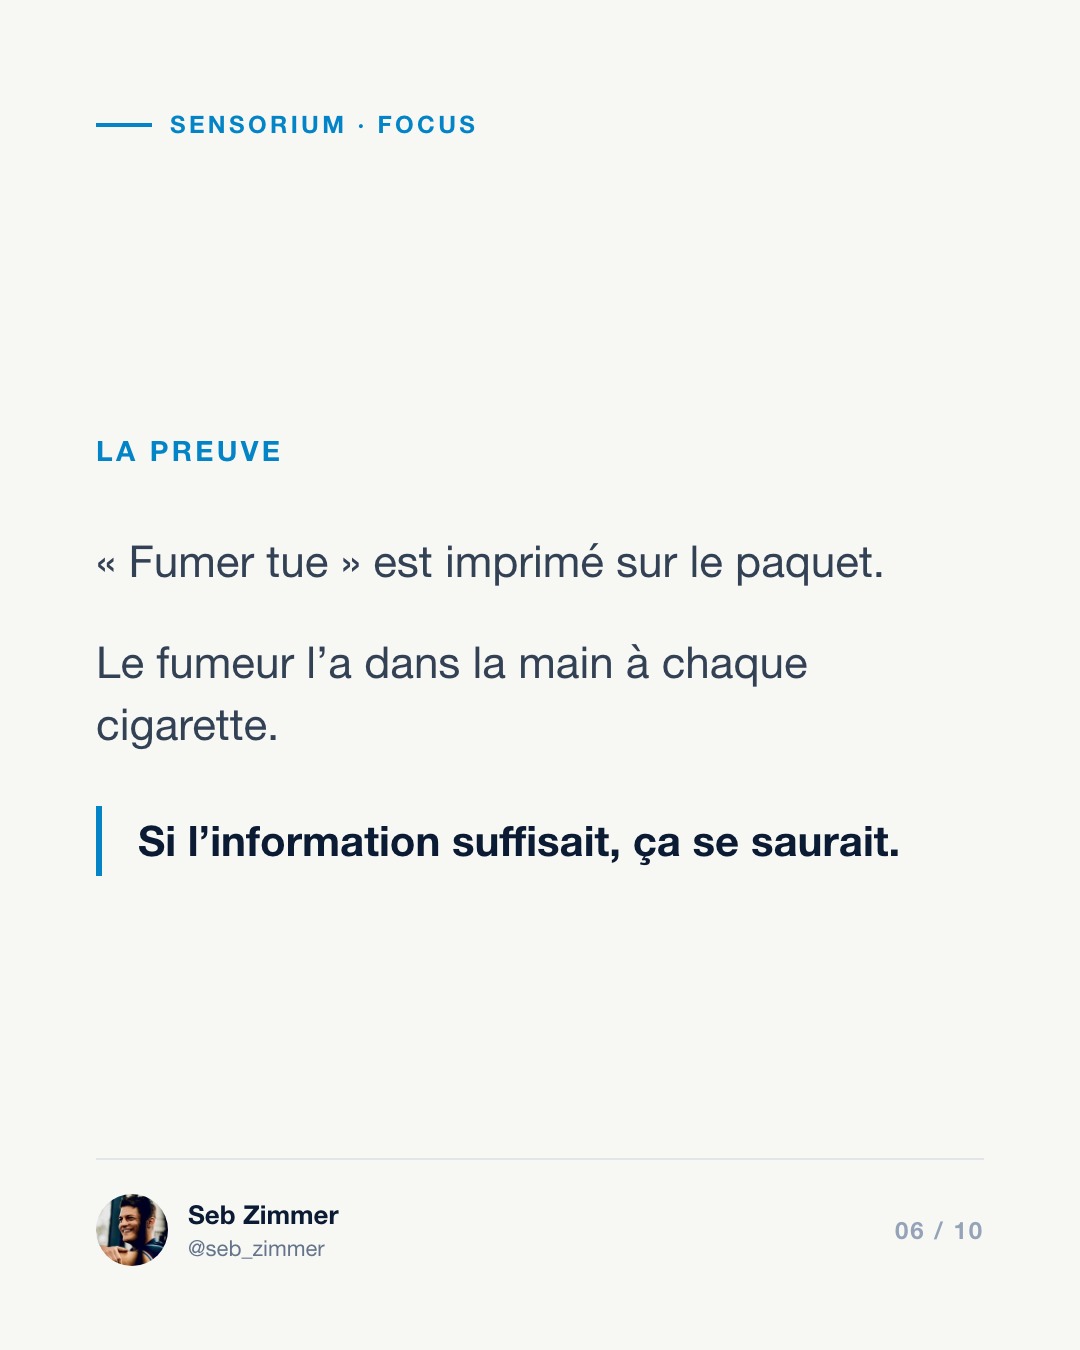 SENSORIUM · FOCUS
LA PREUVE
« Fumer tue » est imprimé sur le paquet.
Le fumeur l’a dans la main à chaque
cigarette.
Si l’information suffisait, ça se saurait.
Seb Zimmer
@seb_zimmer
06 / 10